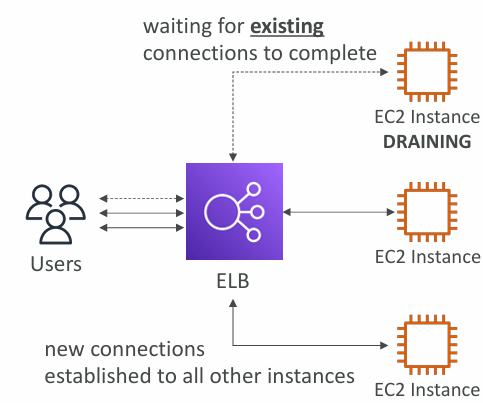 waiting for existing
connections to complete
EC2 Instance
DRAINING
Users
ELB
EC2 Instance
new connections
established to all other instances
EC2 Instance